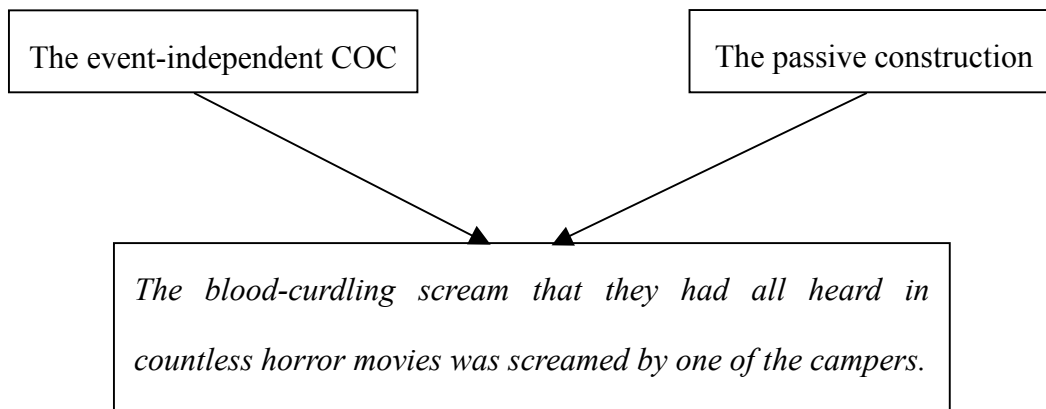 The event-independent COC
The passive construction
The blood-curdling scream that they had all heard in
countless horror movies was screamed by one of the campers.